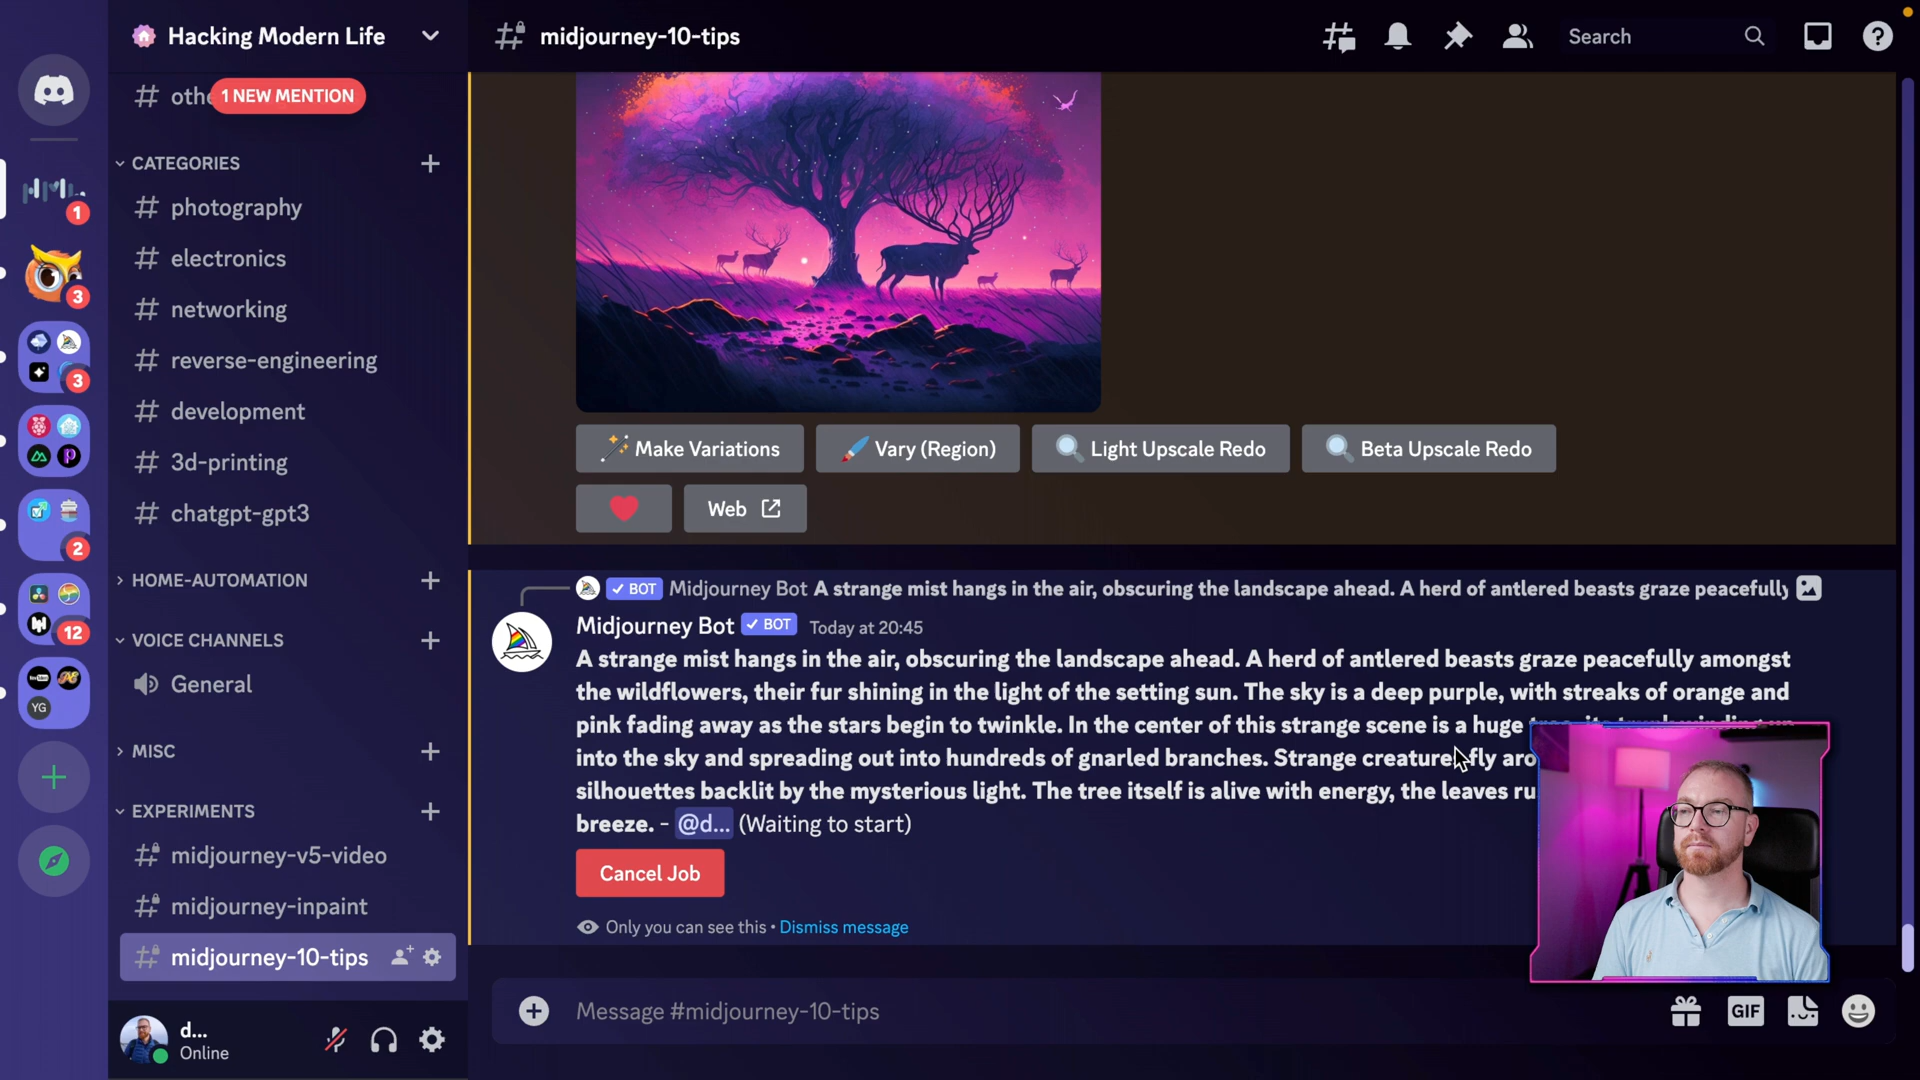 Hacking Modern Life
1 NEW MENTION
CATEGORIES
photography
electronics
networking
reverse-engineering
development
3d-printing
chatgpt-gpt3
HOME-AUTOMATION
VOICE CHANNELS
General
MISC
EXPERIMENTS
midjourney-v5-video
midjourney-inpaint
midjourney-10-tips
d...
Online
1
3
3
2
12
YG
midjourney-10-tips
Search
Make Variations
Vary (Region)
Light Upscale Redo
Beta Upscale Redo
Web
BOT Midjourney Bot A strange mist hangs in the air, obscuring the landscape ahead. A herd of antlered beasts graze peacefully
Midjourney Bot BOT Today at 20:45
A strange mist hangs in the air, obscuring the landscape ahead. A herd of antlered beasts graze peacefully amongst
the wildflowers, their fur shining in the light of the setting sun. The sky is a deep purple, with streaks of orange and
pink fading away as the stars begin to twinkle. In the center of this strange scene is a huge
into the sky and spreading out into hundreds of gnarled branches. Strange creatures fly
silhouettes backlit by the mysterious light. The tree itself is alive with energy, the leaves
breeze. - @d... (Waiting to start)
Cancel Job
Only you can see this • Dismiss message
Message #midjourney-10-tips
GIF